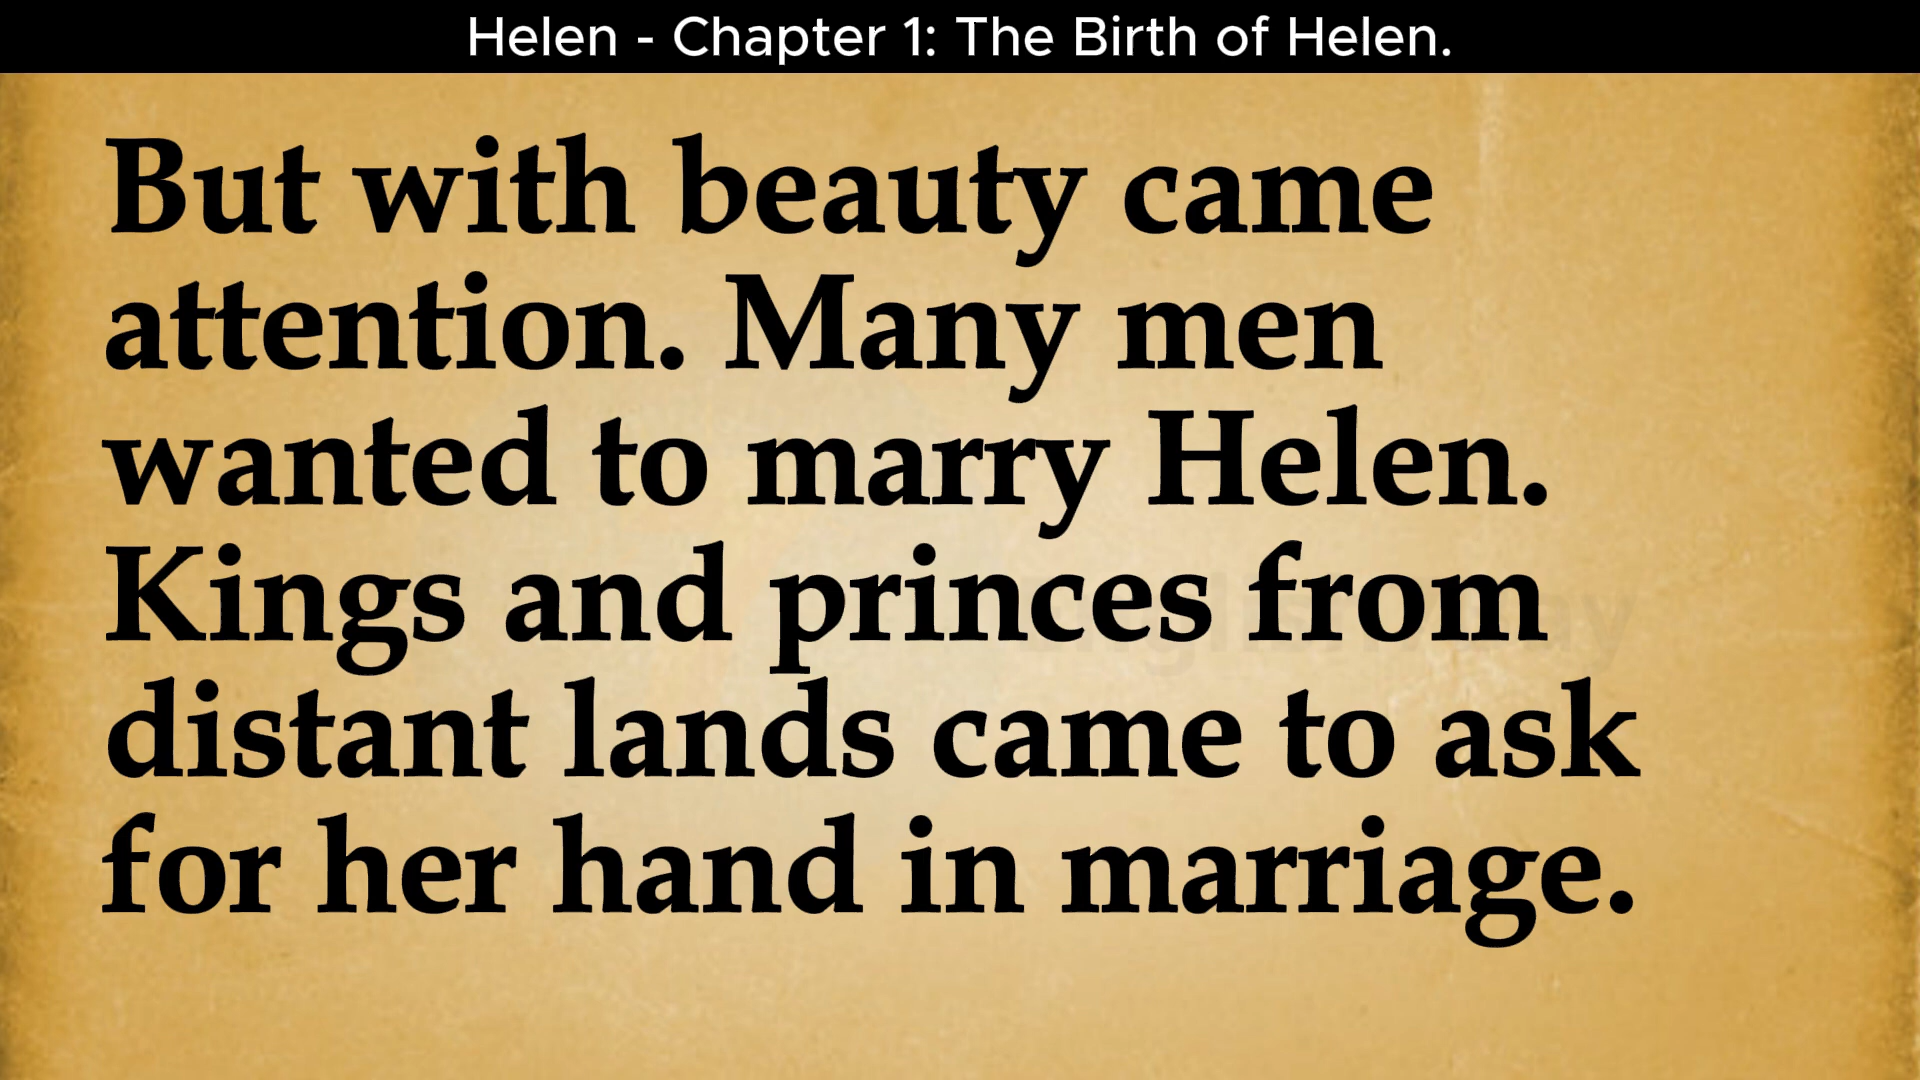 Helen - Chapter 1: The Birth of Helen.
But with beauty came
attention. Many men
wanted to marry Helen.
Kings and princes from
distant lands came to ask
for her hand in marriage.